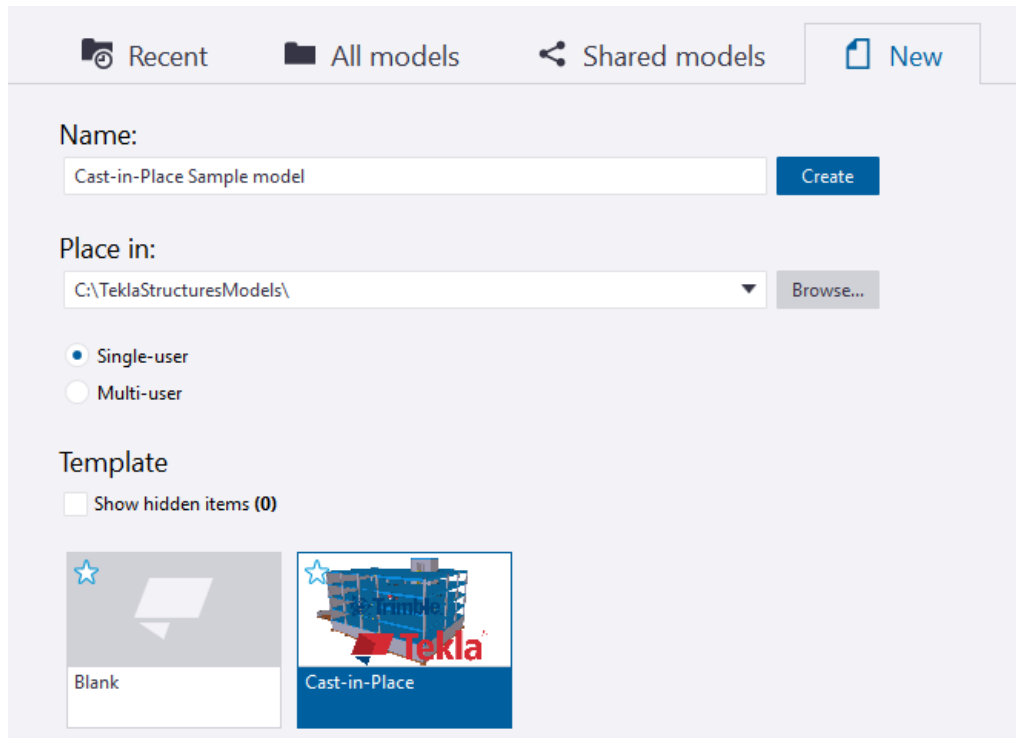 Recent
All models
Shared models
New
Name:
Cast-in-Place Sample model
Create
Place in:
C:\TeklaStructuresModels\
Browse...
Single-user
Multi-user
Template
Show hidden items (0)
Trimble
Tekla
Blank
Cast-in-Place